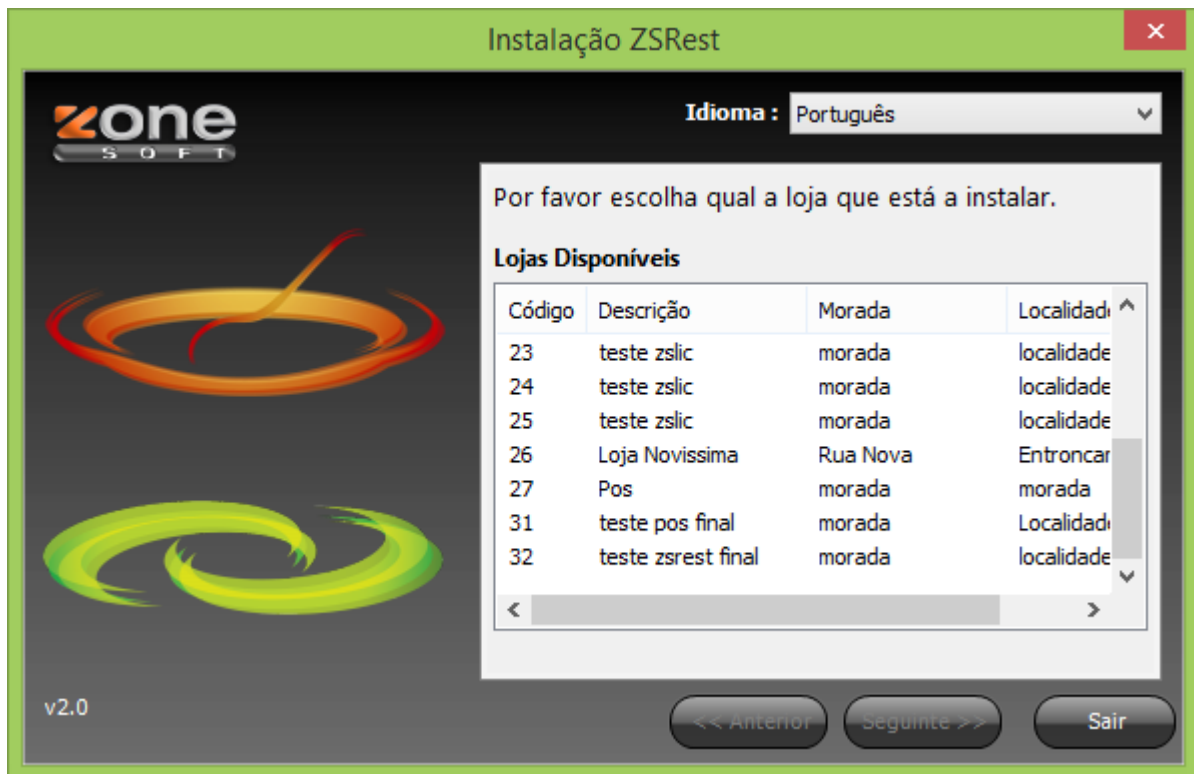 Instalação ZSRest
zone
SOFT
Idioma : Português
Por favor escolha qual a loja que está a instalar.
Lojas Disponíveis
Código Descrição Morada Localidad
23 teste zslic morada localidade
24 teste zslic morada localidade
25 teste zslic morada localidade
26 Loja Novissima Rua Nova Entroncar
27 Pos morada morada
31 teste pos final morada Localidad
32 teste zsrest final morada localidade
v2.0
<< Anterior Seguinte >> Sair